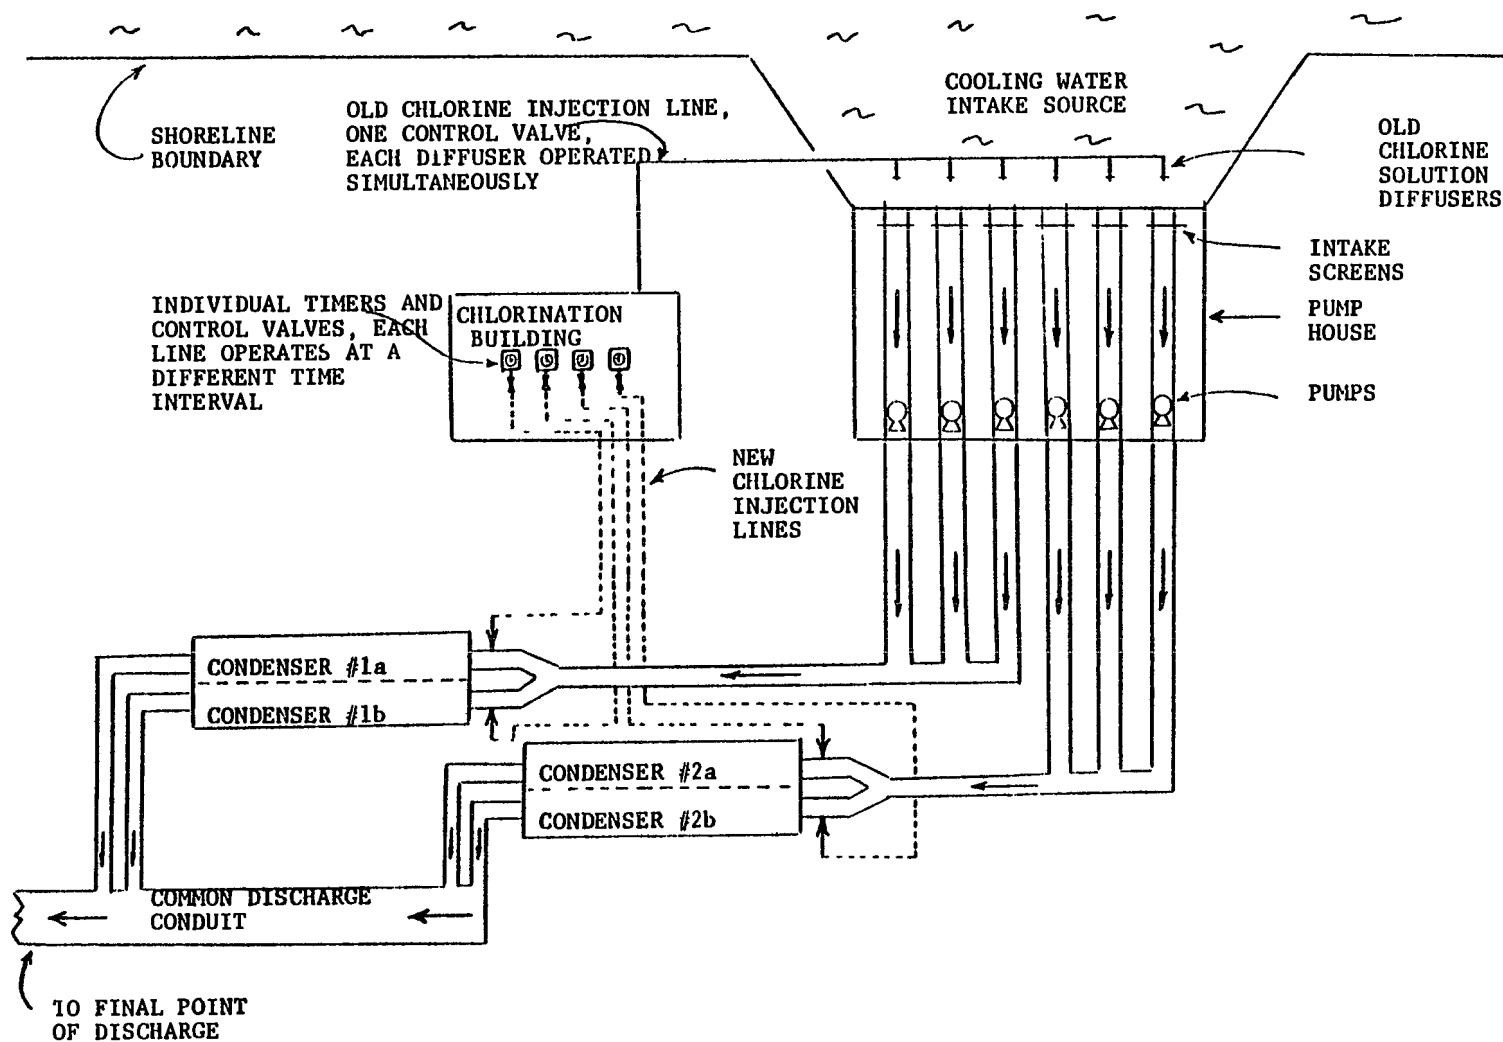 COOLING WATER
INTAKE SOURCE
OLD CHLORINE INJECTION LINE,
ONE CONTROL VALVE,
EACH DIFFUSER OPERATED
SIMULTANEOUSLY
SHORELINE
BOUNDARY
OLD
CHLORINE
SOLUTION
DIFFUSERS
INTAKE
SCREENS
INDIVIDUAL TIMERS AND
CONTROL VALVES, EACH
LINE OPERATES AT A
DIFFERENT TIME
INTERVAL
CHLORINATION
BUILDING
PUMP
HOUSE
PUMPS
NEW
CHLORINE
INJECTION
LINES
CONDENSER #1a
CONDENSER #1b
CONDENSER #2a
CONDENSER #2b
COMMON DISCHARGE
CONDUIT
TO FINAL POINT
OF DISCHARGE